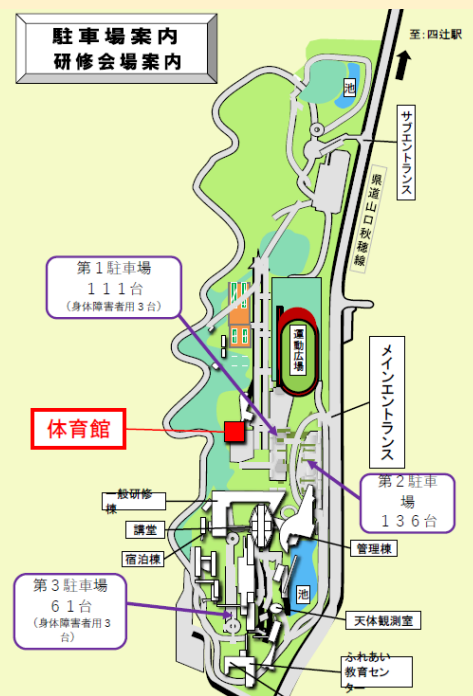 駐車場案内
研修会場案内
至:四辻駅
池
サブエントランス
県道山口秋穂線
第1駐車場
111台
(身体障害者用3台)
運動広場
メインエントランス
体育館
第2駐車
場
136台
一般研修
棟
講堂
宿泊棟
管理棟
第3駐車場
61台
(身体障害者用3
台)
池
天体観測室
ふれあい
教育セン
ター